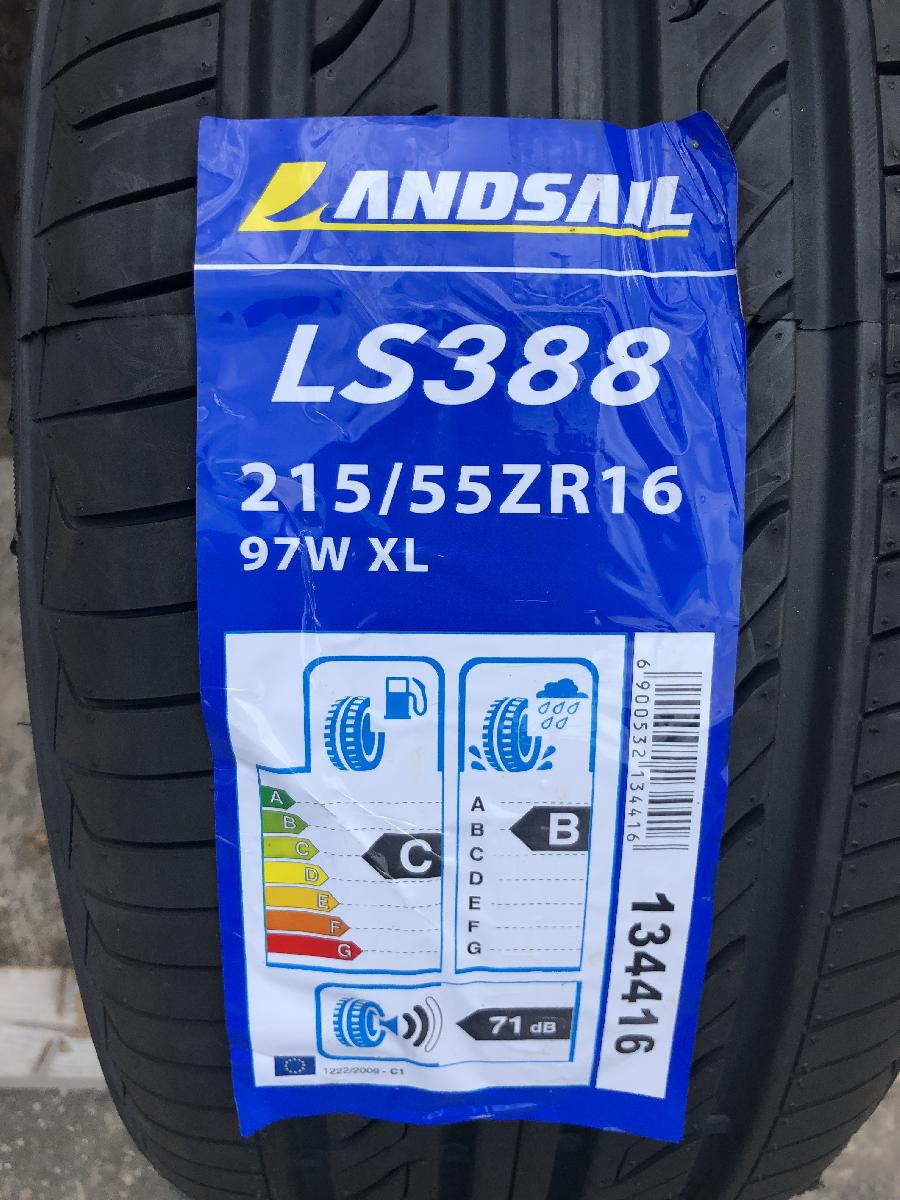 LANDSAIL
LS388
215/55ZR16
97W XL
A
B
C
D
E
F
G
C
A
B
C
D
E
F
G
B
71 dB
1222/2009 - C1
6 900532 134416
134416